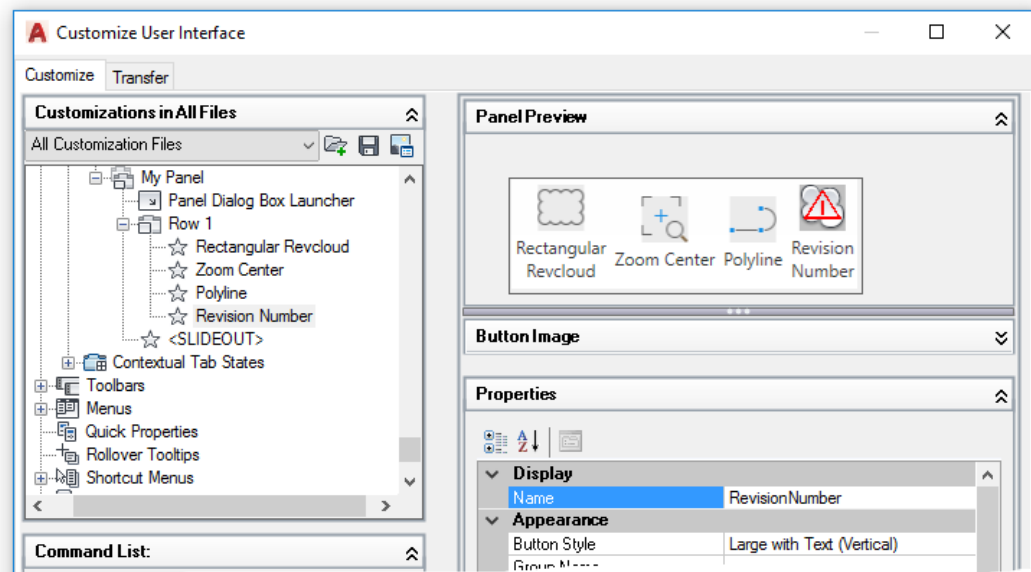 Customize User Interface
Customize Transfer
Customizations in All Files
All Customization Files
My Panel
Panel Dialog Box Launcher
Row 1
Rectangular Revcloud
Zoom Center
Polyline
Revision Number
<SLIDEOUT>
Contextual Tab States
Toolbars
Menus
Quick Properties
Rollover Tooltips
Shortcut Menus
Command List:
Panel Preview
Rectangular
Revcloud
Zoom Center
Polyline
Revision
Number
Button Image
Properties
Display
Name RevisionNumber
Appearance
Button Style Large with Text (Vertical)